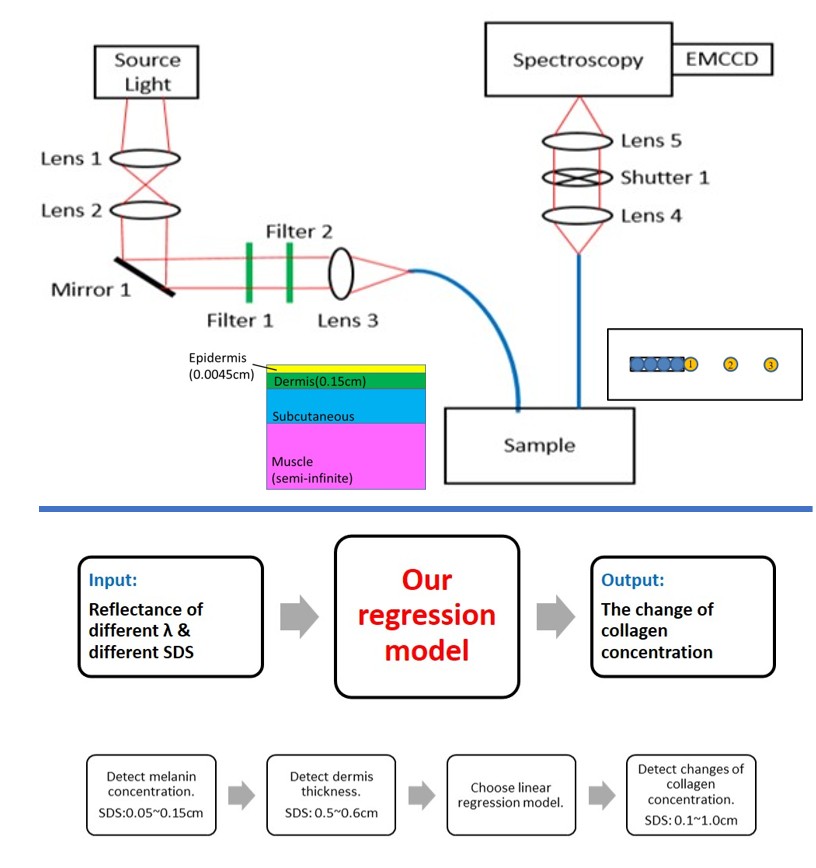 Source
Light
Spectroscopy
EMCCD
Lens 1
Lens 5
Shutter 1
Lens 2
Lens 4
Filter 2
Mirror 1
Filter 1
Lens 3
Epidermis
(0.0045cm)
Dermis(0.15cm)
Subcutaneous
Muscle
(semi-infinite)
1
2
3
Sample
Input:
Reflectance of
different λ &
different SDS
Our
regression
model
Output:
The change of
collagen
concentration
Detect melanin
concentration.
SDS:0.05~0.15cm
Detect dermis
thickness.
SDS: 0.5~0.6cm
Choose linear
regression model.
Detect changes of
collagen
concentration.
SDS: 0.1~1.0cm